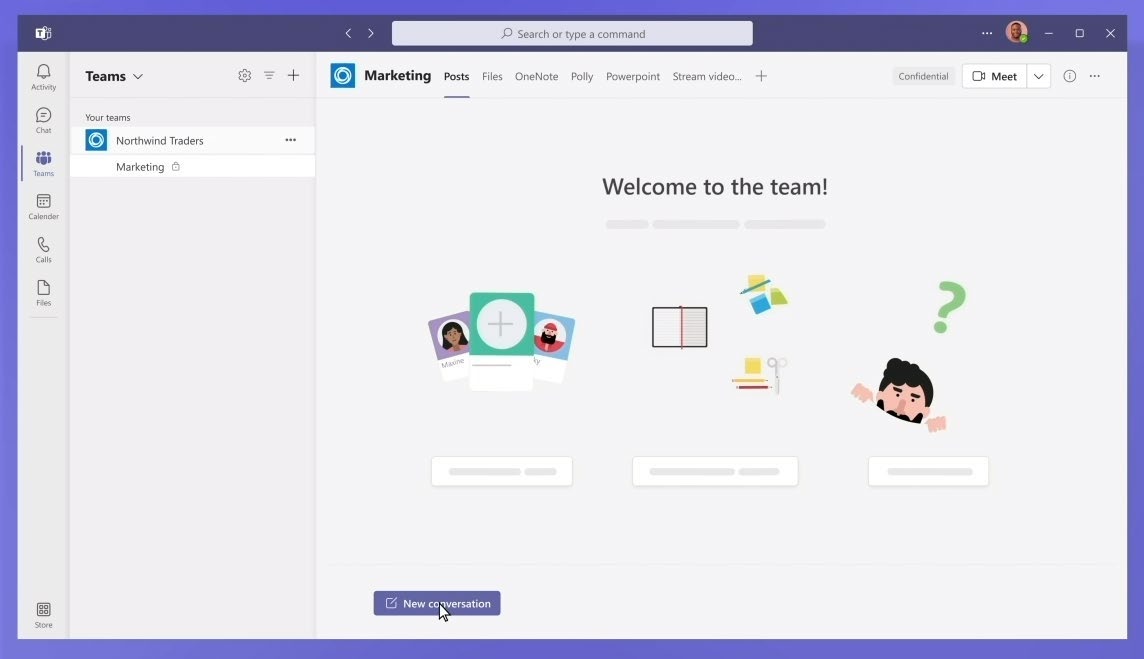 Search or type a command
Activity
Chat
Teams
Calender
Calls
Files
Store
Teams
Your teams
Northwind Traders
Marketing
Marketing
Posts
Files
OneNote
Polly
Powerpoint
Stream video...
Confidential
Meet
Welcome to the team!
Maxine
New conversation